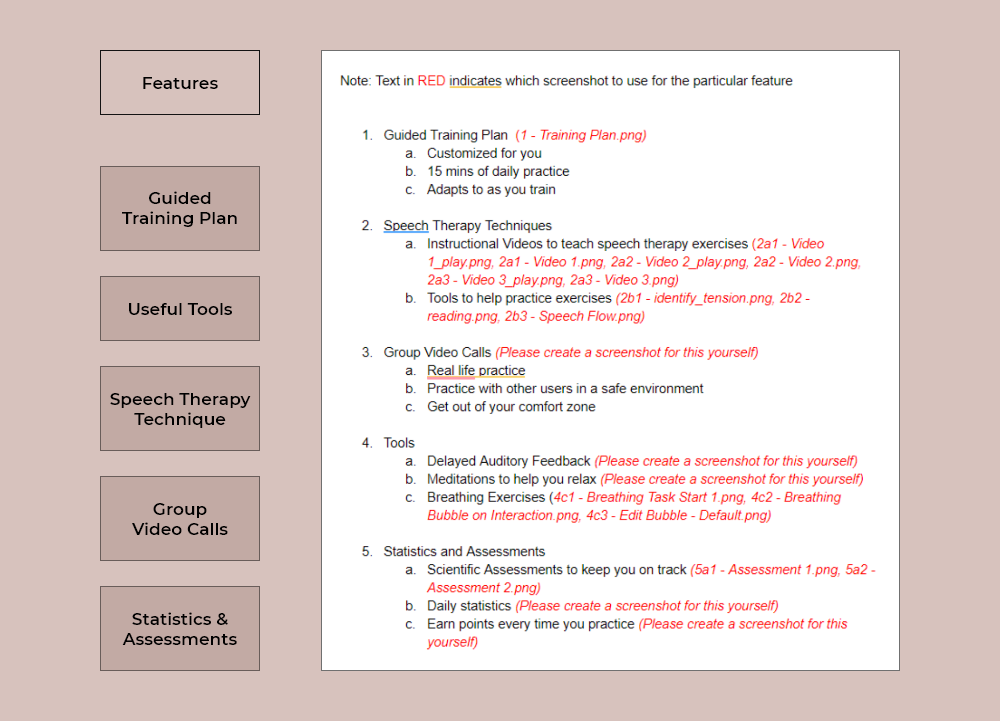 Features
Guided
Training Plan
Useful Tools
Speech Therapy
Technique
Group
Video Calls
Statistics &
Assessments
Note: Text in RED indicates which screenshot to use for the particular feature
1. Guided Training Plan (1 - Training Plan.png)
a. Customized for you
b. 15 mins of daily practice
c. Adapts to as you train
2. Speech Therapy Techniques
a. Instructional Videos to teach speech therapy exercises (2a1 - Video
1_play.png, 2a1 - Video 1.png, 2a2 - Video 2_play.png, 2a2 - Video 2.png,
2a3 - Video 3_play.png, 2a3 - Video 3.png)
b. Tools to help practice exercises (2b1 - identify_tension.png, 2b2 -
reading.png, 2b3 - Speech Flow.png)
3. Group Video Calls (Please create a screenshot for this yourself)
a. Real life practice
b. Practice with other users in a safe environment
c. Get out of your comfort zone
4. Tools
a. Delayed Auditory Feedback (Please create a screenshot for this yourself)
b. Meditations to help you relax (Please create a screenshot for this yourself)
c. Breathing Exercises (4c1 - Breathing Task Start 1.png, 4c2 - Breathing
Bubble on Interaction.png, 4c3 - Edit Bubble - Default.png)
5. Statistics and Assessments
a. Scientific Assessments to keep you on track (5a1 - Assessment 1.png, 5a2 -
Assessment 2.png)
b. Daily statistics (Please create a screenshot for this yourself)
c. Earn points every time you practice (Please create a screenshot for this
yourself)